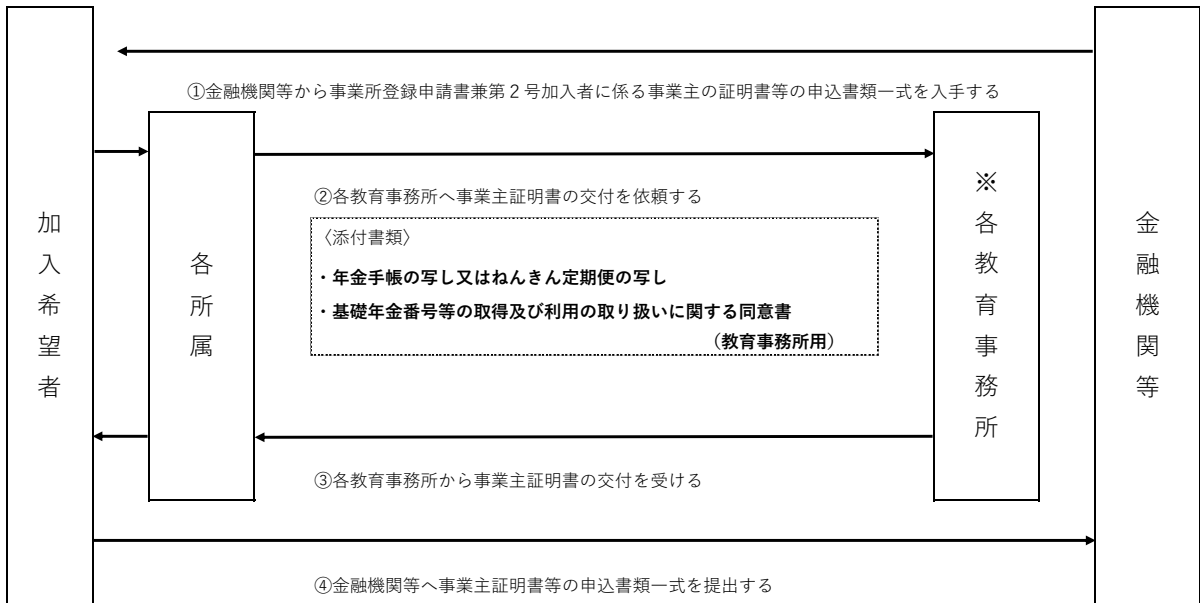 ①金融機関等から事業所登録申請書兼第２号加入者に係る事業主の証明書等の申込書類一式を入手する
加入希望者
各所属
②各教育事務所へ事業主証明書の交付を依頼する
〈添付書類〉
・年金手帳の写し又はねんきん定期便の写し
・基礎年金番号等の取得及び利用の取り扱いに関する同意書
（教育事務所用）
※各教育事務所
金融機関等
③各教育事務所から事業主証明書の交付を受ける
④金融機関等へ事業主証明書等の申込書類一式を提出する